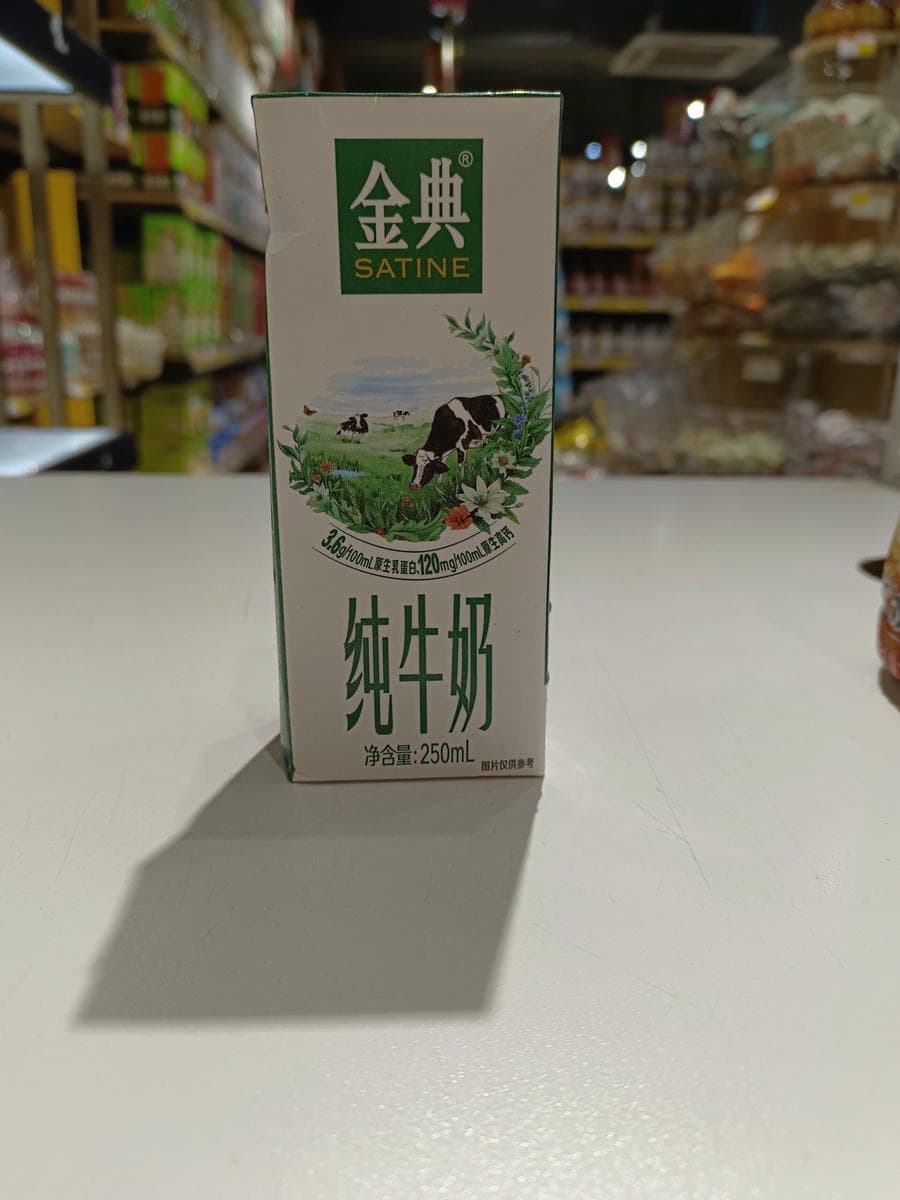 金典®
SATINE
3.6g/100mL原生乳蛋白、120mg/100mL原生高钙
纯牛奶
净含量:250mL
图片仅供参考